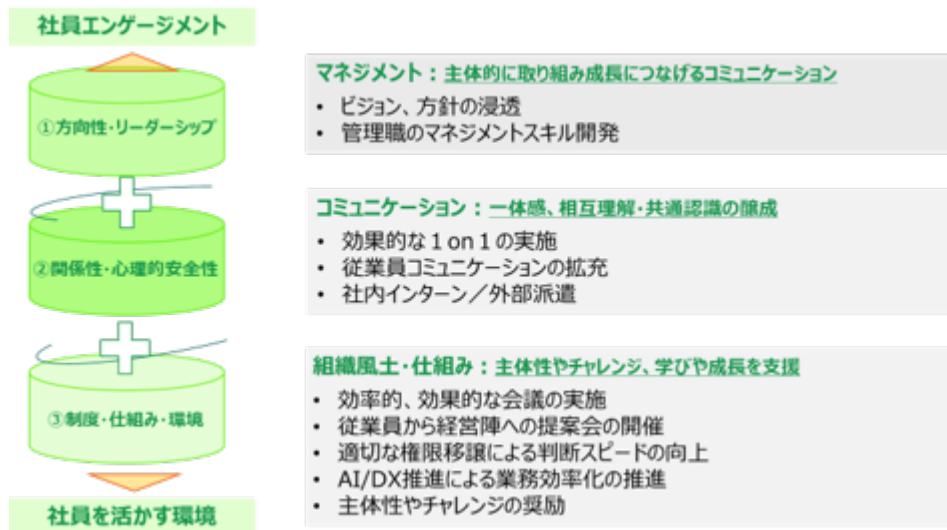 社員エンゲージメント
①方向性・リーダーシップ
マネジメント：主体的に取り組み成長につなげるコミュニケーション
• ビジョン、方針の浸透
• 管理職のマネジメントスキル開発
②関係性・心理的安全性
コミュニケーション：一体感、相互理解・共通認識の醸成
• 効果的な１on１の実施
• 従業員コミュニケーションの拡充
• 社内インターン／外部派遣
③制度・仕組み・環境
組織風土・仕組み：主体性やチャレンジ、学びや成長を支援
• 効率的、効果的な会議の実施
• 従業員から経営陣への提案会の開催
• 適切な権限移譲による判断スピードの向上
• AI/DX推進による業務効率化の推進
• 主体性やチャレンジの奨励
社員を活かす環境